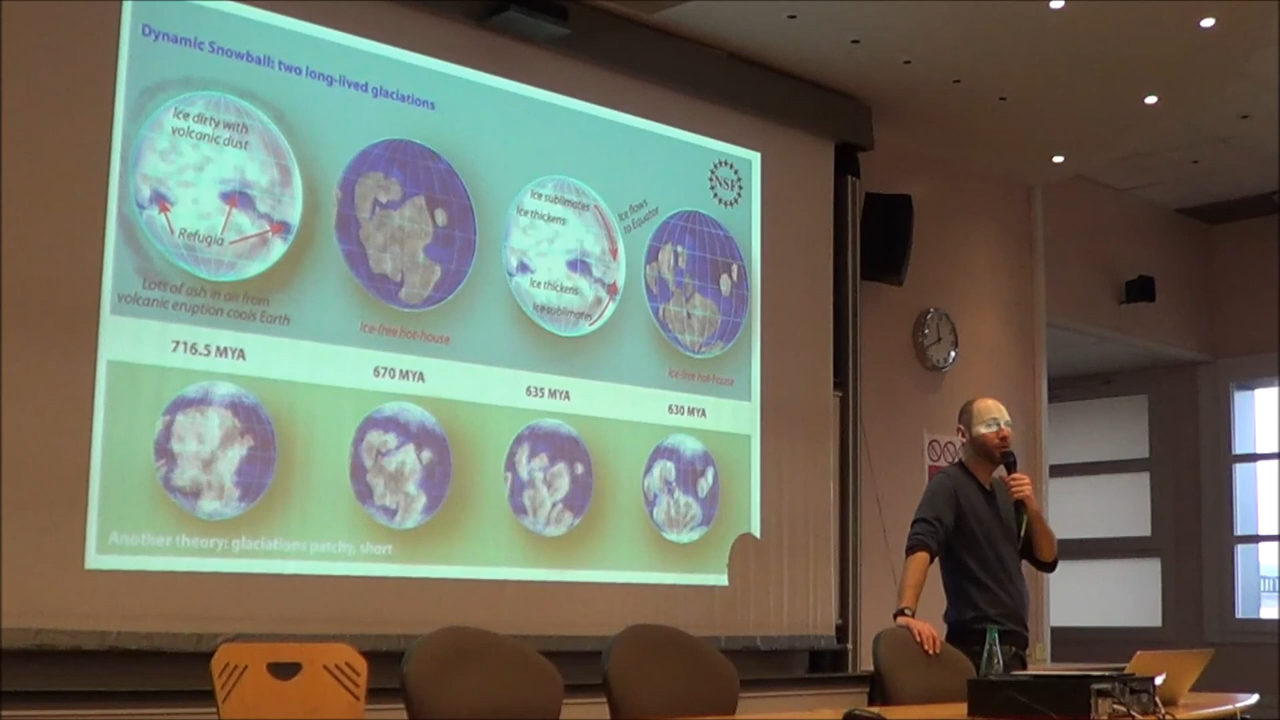 Dynamic Snowball: two long-lived glaciations
Ice dirty with
volcanic dust
Refugia
Lots of ash in air from
volcanic eruption cools Earth
Ice-free hot-house
Ice sublimates
Ice thickens
Ice thickens
Ice sublimates
Ice flows
to Equator
NSF
Ice-free hot-house
716.5 MYA
670 MYA
635 MYA
630 MYA
Another theory: glaciations patchy, short